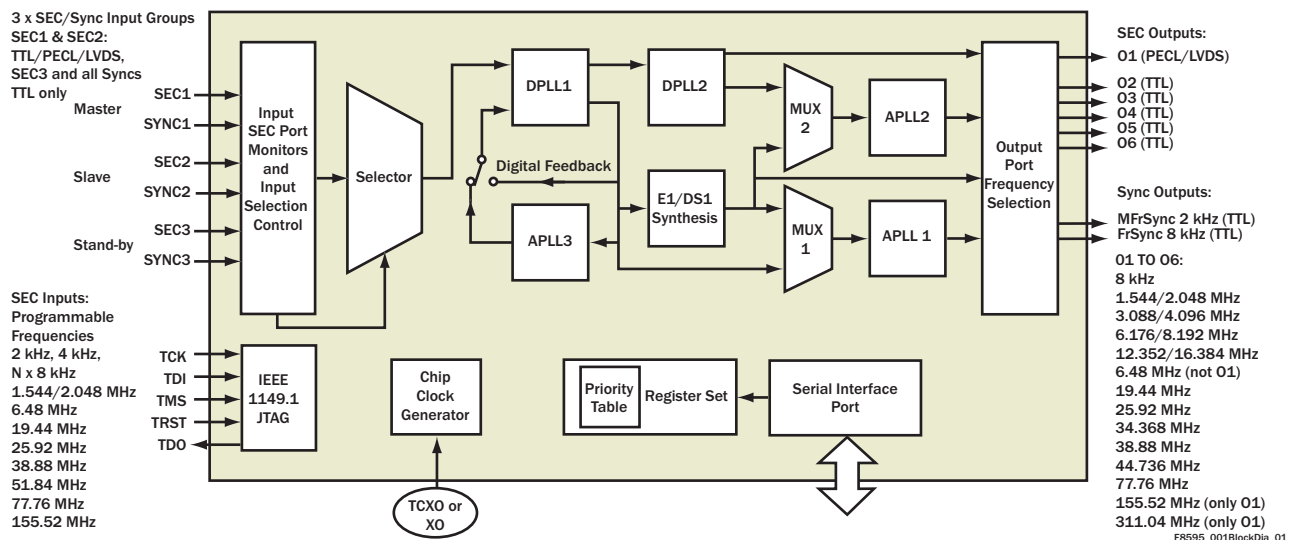 3 x SEC/Sync Input Groups
SEC1 & SEC2:
TTL/PECL/LVDS,
SEC3 and all Syncs
TTL only
Master
Slave
Stand-by
SEC1
SYNC1
SEC2
SYNC2
SEC3
SYNC3
SEC Inputs:
Programmable
Frequencies
2 kHz, 4 kHz,
N x 8 kHz
1.544/2.048 MHz
6.48 MHz
19.44 MHz
25.92 MHz
38.88 MHz
51.84 MHz
77.76 MHz
155.52 MHz
TCK
TDI
TMS
TRST
TDO
Input
SEC Port
Monitors
and
Input
Selection
Control
Selector
DPLL1
DPLL2
Digital Feedback
APLL3
E1/DS1
Synthesis
MUX
2
MUX
1
APLL2
APLL 1
Output
Port
Frequency
Selection
IEEE
1149.1
JTAG
Chip
Clock
Generator
TCXO or
XO
Priority
Table
Register Set
Serial Interface
Port
SEC Outputs:
O1 (PECL/LVDS)
O2 (TTL)
O3 (TTL)
O4 (TTL)
O5 (TTL)
O6 (TTL)
Sync Outputs:
MFrSync 2 kHz (TTL)
FrSync 8 kHz (TTL)
01 TO 06:
8 kHz
1.544/2.048 MHz
3.088/4.096 MHz
6.176/8.192 MHz
12.352/16.384 MHz
6.48 MHz (not O1)
19.44 MHz
25.92 MHz
34.368 MHz
38.88 MHz
44.736 MHz
77.76 MHz
155.52 MHz (only O1)
311.04 MHz (only O1)
F8595_001BlockDia_01